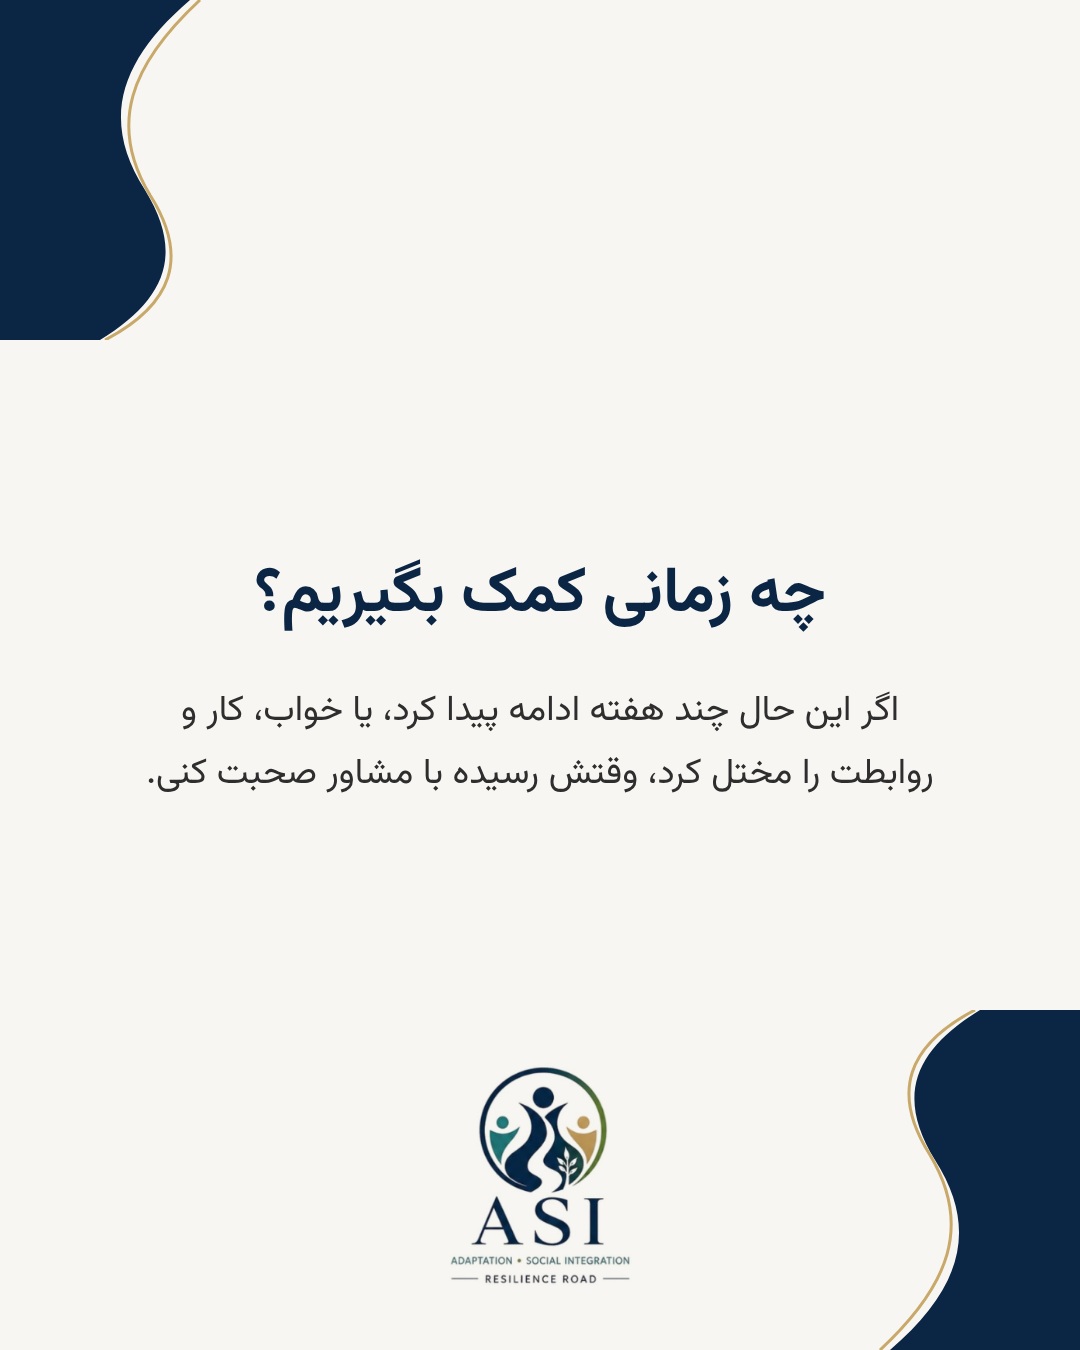 چه زمانی کمک بگیریم؟
اگر این حال چند هفته ادامه پیدا کرد، یا خواب، کار و
روابطت را مختل کرد، وقتش رسیده با مشاور صحبت کنی.
ASI
ADAPTATION • SOCIAL INTEGRATION
RESILIENCE ROAD